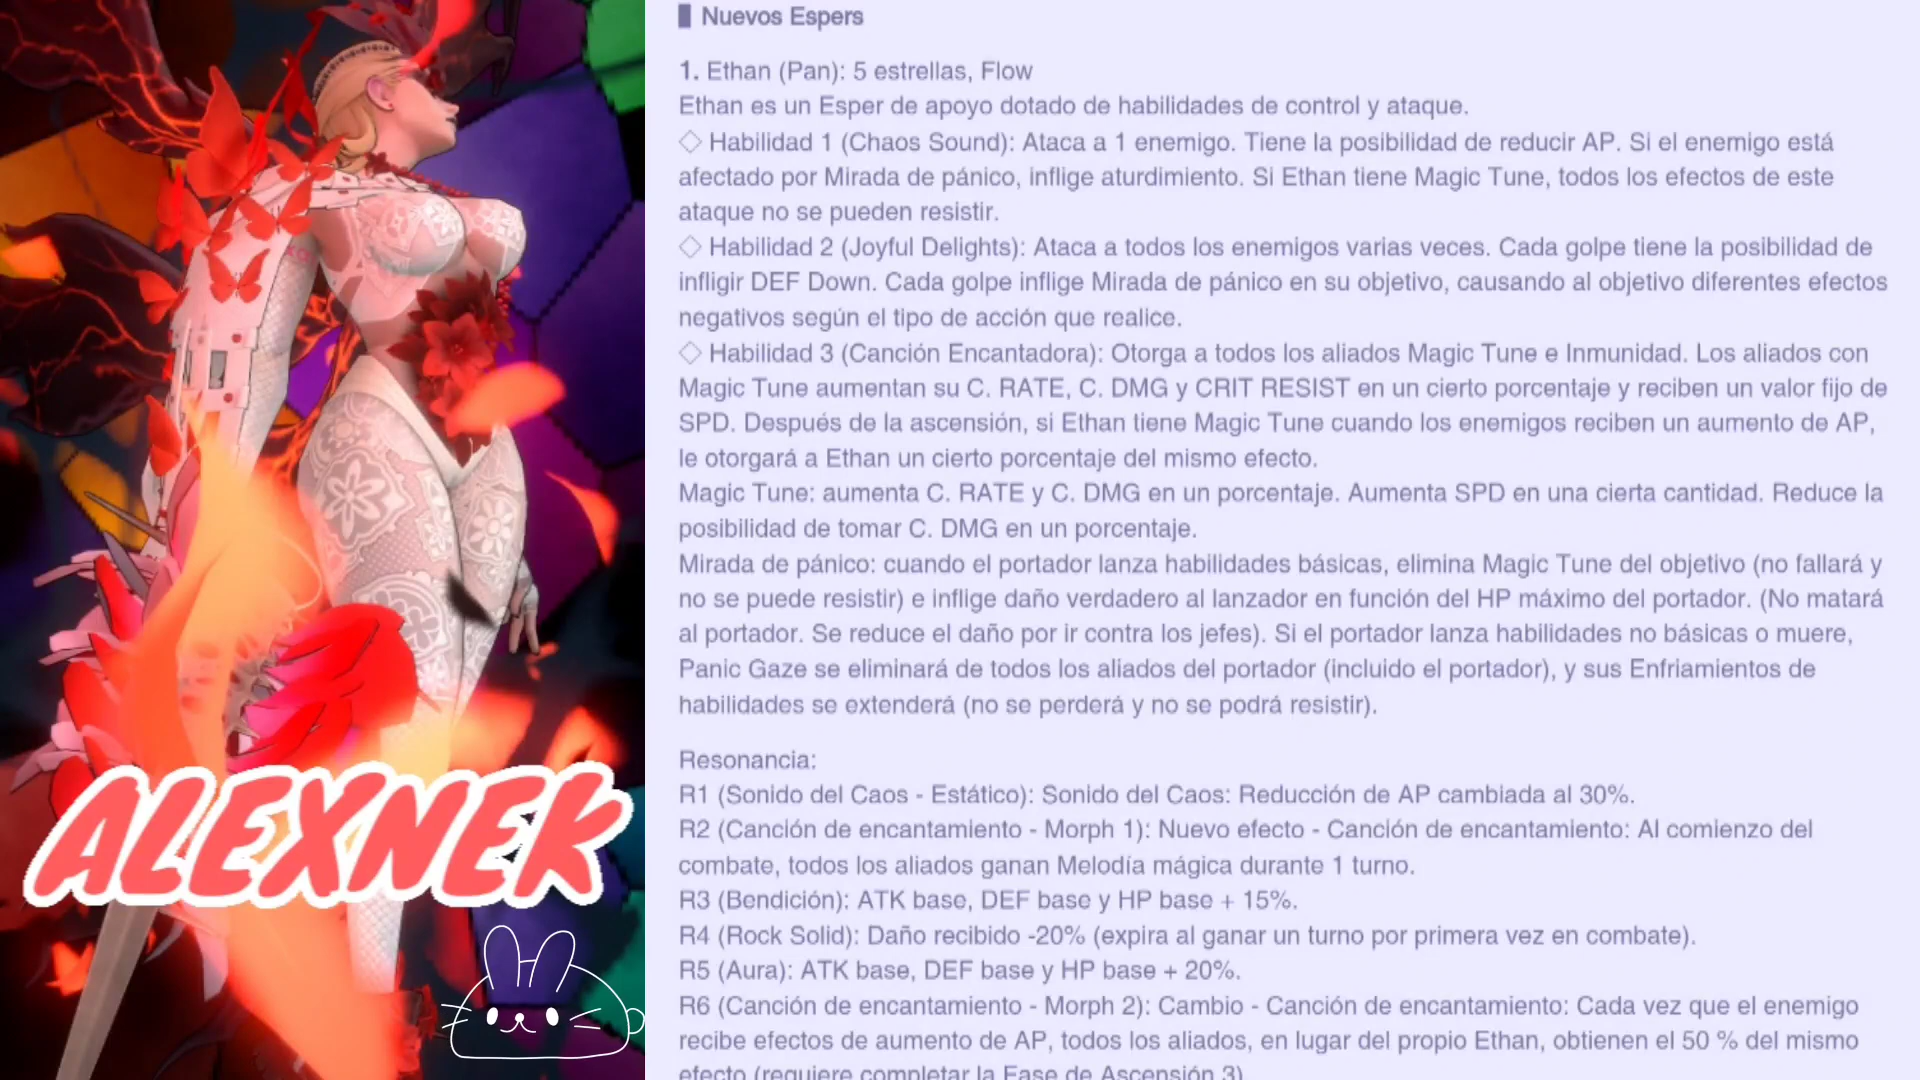 Nuevos Espers
1. Ethan (Pan): 5 estrellas, Flow
Ethan es un Esper de apoyo dotado de habilidades de control y ataque.
◇ Habilidad 1 (Chaos Sound): Ataca a 1 enemigo. Tiene la posibilidad de reducir AP. Si el enemigo está
afectado por Mirada de pánico, inflige aturdimiento. Si Ethan tiene Magic Tune, todos los efectos de este
ataque no se pueden resistir.
◇ Habilidad 2 (Joyful Delights): Ataca a todos los enemigos varias veces. Cada golpe tiene la posibilidad de
infligir DEF Down. Cada golpe inflige Mirada de pánico en su objetivo, causando al objetivo diferentes efectos
negativos según el tipo de acción que realice.
◇ Habilidad 3 (Canción Encantadora): Otorga a todos los aliados Magic Tune e Inmunidad. Los aliados con
Magic Tune aumentan su C. RATE, C. DMG y CRIT RESIST en un cierto porcentaje y reciben un valor fijo de
SPD. Después de la ascensión, si Ethan tiene Magic Tune cuando los enemigos reciben un aumento de AP,
le otorgará a Ethan un cierto porcentaje del mismo efecto.
Magic Tune: aumenta C. RATE y C. DMG en un porcentaje. Aumenta SPD en una cierta cantidad. Reduce la
posibilidad de tomar C. DMG en un porcentaje.
Mirada de pánico: cuando el portador lanza habilidades básicas, elimina Magic Tune del objetivo (no fallará y
no se puede resistir) e inflige daño verdadero al lanzador en función del HP máximo del portador. (No matará
al portador. Se reduce el daño por ir contra los jefes). Si el portador lanza habilidades no básicas o muere,
Panic Gaze se eliminará de todos los aliados del portador (incluido el portador), y sus Enfriamientos de
habilidades se extenderá (no se perderá y no se podrá resistir).
Resonancia:
R1 (Sonido del Caos - Estático): Sonido del Caos: Reducción de AP cambiada al 30%.
R2 (Canción de encantamiento - Morph 1): Nuevo efecto - Canción de encantamiento: Al comienzo del
combate, todos los aliados ganan Melodía mágica durante 1 turno.
R3 (Bendición): ATK base, DEF base y HP base + 15%.
R4 (Rock Solid): Daño recibido -20% (expira al ganar un turno por primera vez en combate).
R5 (Aura): ATK base, DEF base y HP base + 20%.
R6 (Canción de encantamiento - Morph 2): Cambio - Canción de encantamiento: Cada vez que el enemigo
recibe efectos de aumento de AP, todos los aliados, en lugar del propio Ethan, obtienen el 50 % del mismo
efecto (requiere completar la Fase de Ascensión 3).
ALEXNEK